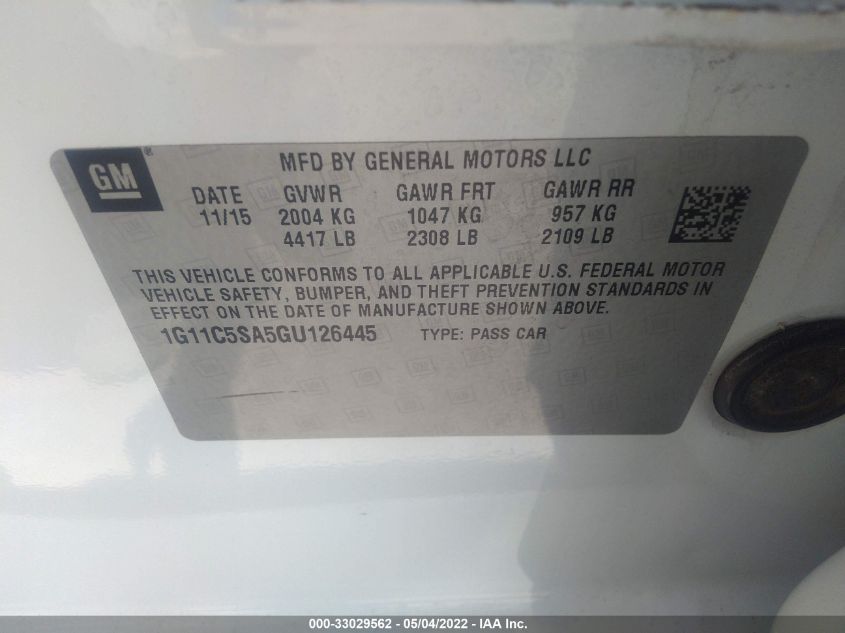 GM®
MFD BY GENERAL MOTORS LLC
DATE GVWR GAWR FRT GAWR RR
11/15 2004 KG 1047 KG 957 KG
4417 LB 2308 LB 2109 LB
THIS VEHICLE CONFORMS TO ALL APPLICABLE U.S. FEDERAL MOTOR
VEHICLE SAFETY, BUMPER, AND THEFT PREVENTION STANDARDS IN
EFFECT ON THE DATE OF MANUFACTURE SHOWN ABOVE.
1G11C5SA5GU126445 TYPE: PASS CAR
000-33029562 - 05/04/2022 - IAA Inc.